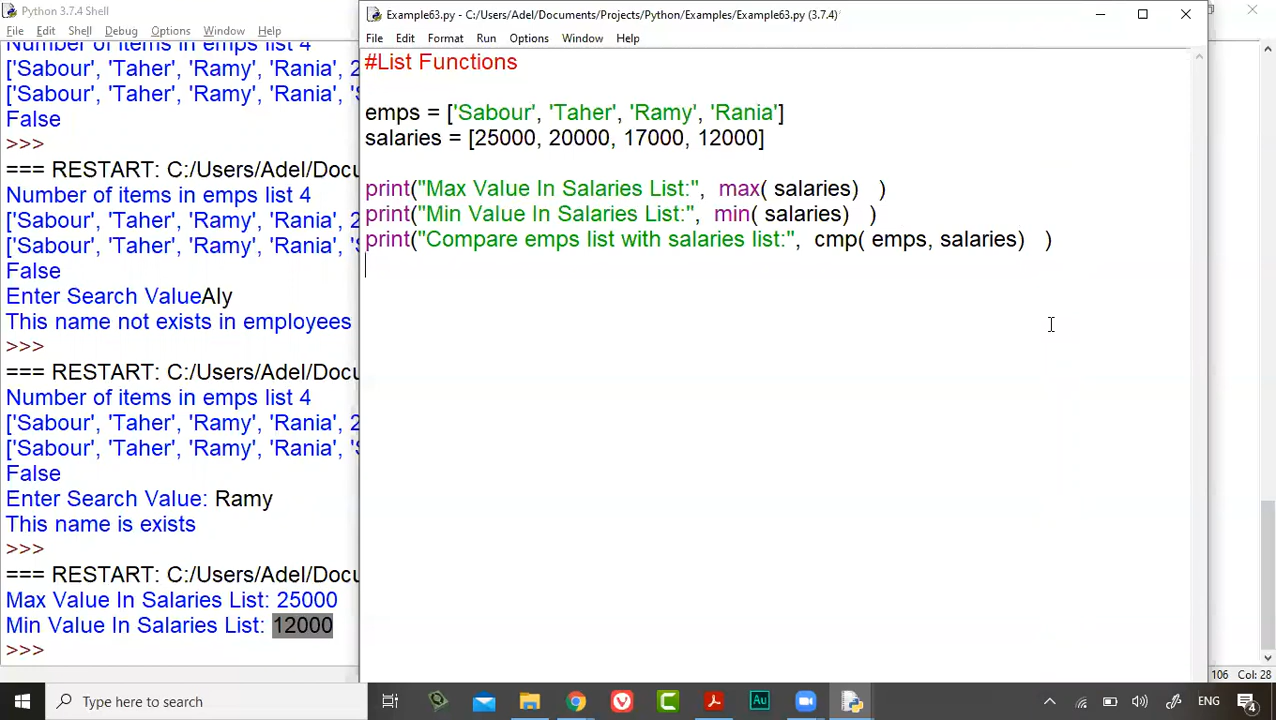 Python 3.7.4 Shell
File Edit Shell Debug Options Window Help
Number of items in emps list 4
['Sabour', 'Taher', 'Ramy', 'Rania', 2
['Sabour', 'Taher', 'Ramy', 'Rania', 'S
False
>>>
=== RESTART: C:/Users/Adel/Docu
Number of items in emps list 4
['Sabour', 'Taher', 'Ramy', 'Rania', 2
['Sabour', 'Taher', 'Ramy', 'Rania', 'S
False
Enter Search ValueAly
This name not exists in employees
>>>
=== RESTART: C:/Users/Adel/Docu
Number of items in emps list 4
['Sabour', 'Taher', 'Ramy', 'Rania', 2
['Sabour', 'Taher', 'Ramy', 'Rania', 'S
False
Enter Search Value: Ramy
This name is exists
>>>
=== RESTART: C:/Users/Adel/Docu
Max Value In Salaries List: 25000
Min Value In Salaries List: 12000
>>>
Example63.py - C:/Users/Adel/Documents/Projects/Python/Examples/Example63.py (3.7.4)
File Edit Format Run Options Window Help
#List Functions
emps = ['Sabour', 'Taher', 'Ramy', 'Rania']
salaries = [25000, 20000, 17000, 12000]
print("Max Value In Salaries List:",  max( salaries)   )
print("Min Value In Salaries List:",  min( salaries)   )
print("Compare emps list with salaries list:",  cmp( emps, salaries)   )
106 Col: 28
Type here to search
Au
ENG
4